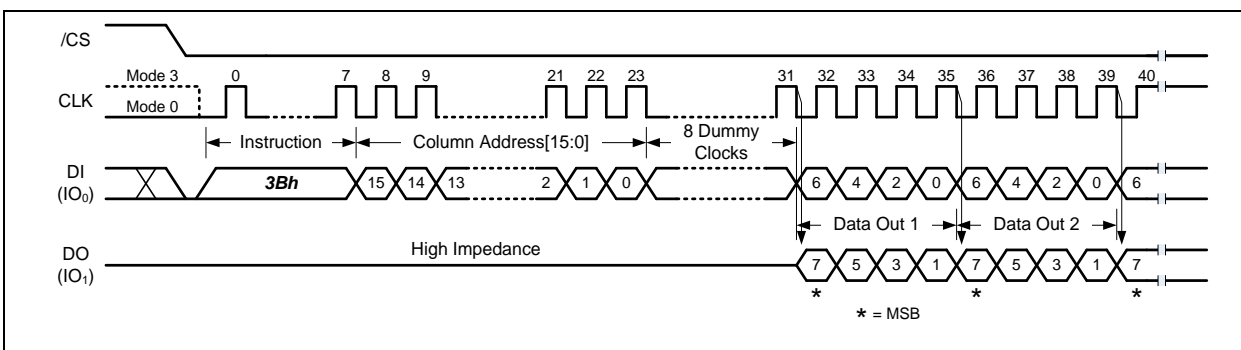 /CS
Mode 3 0 7 8 9 21 22 23 31 32 33 34 35 36 37 38 39 40
CLK Mode 0
Instruction Column Address[15:0] 8 Dummy
Clocks
DI
(IO₀) 3Bh 15 14 13 2 1 0 6 4 2 0 6 4 2 0 6
Data Out 1 Data Out 2
DO
(IO₁) High Impedance 7 5 3 1 7 5 3 1 7
* * *
* = MSB